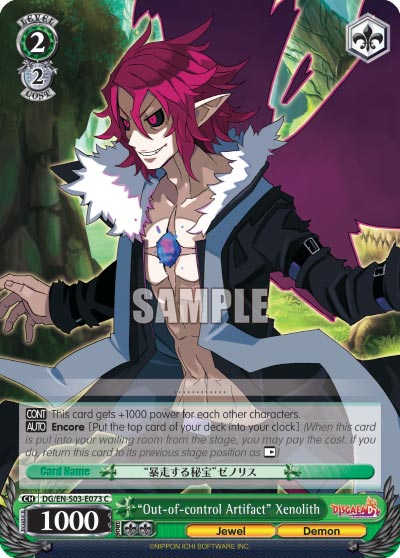 LEVEL
2
2
COST
SAMPLE
............
CONT This card gets +1000 power for each other characters.
AUTO Encore [Put the top card of your deck into your clock] (When this card
is put into your waiting room from the stage, you may pay the cost. If
you do, return this card to its previous stage position as
Card Name
“暴走する秘宝”ゼノリス
CH DG/EN-S03-E073 C
“Out-of-control Artifact” Xenolith
DISGAEA D2
POWER
1000
SOUL
Jewel
Demon
©NIPPON ICHI SOFTWARE INC.